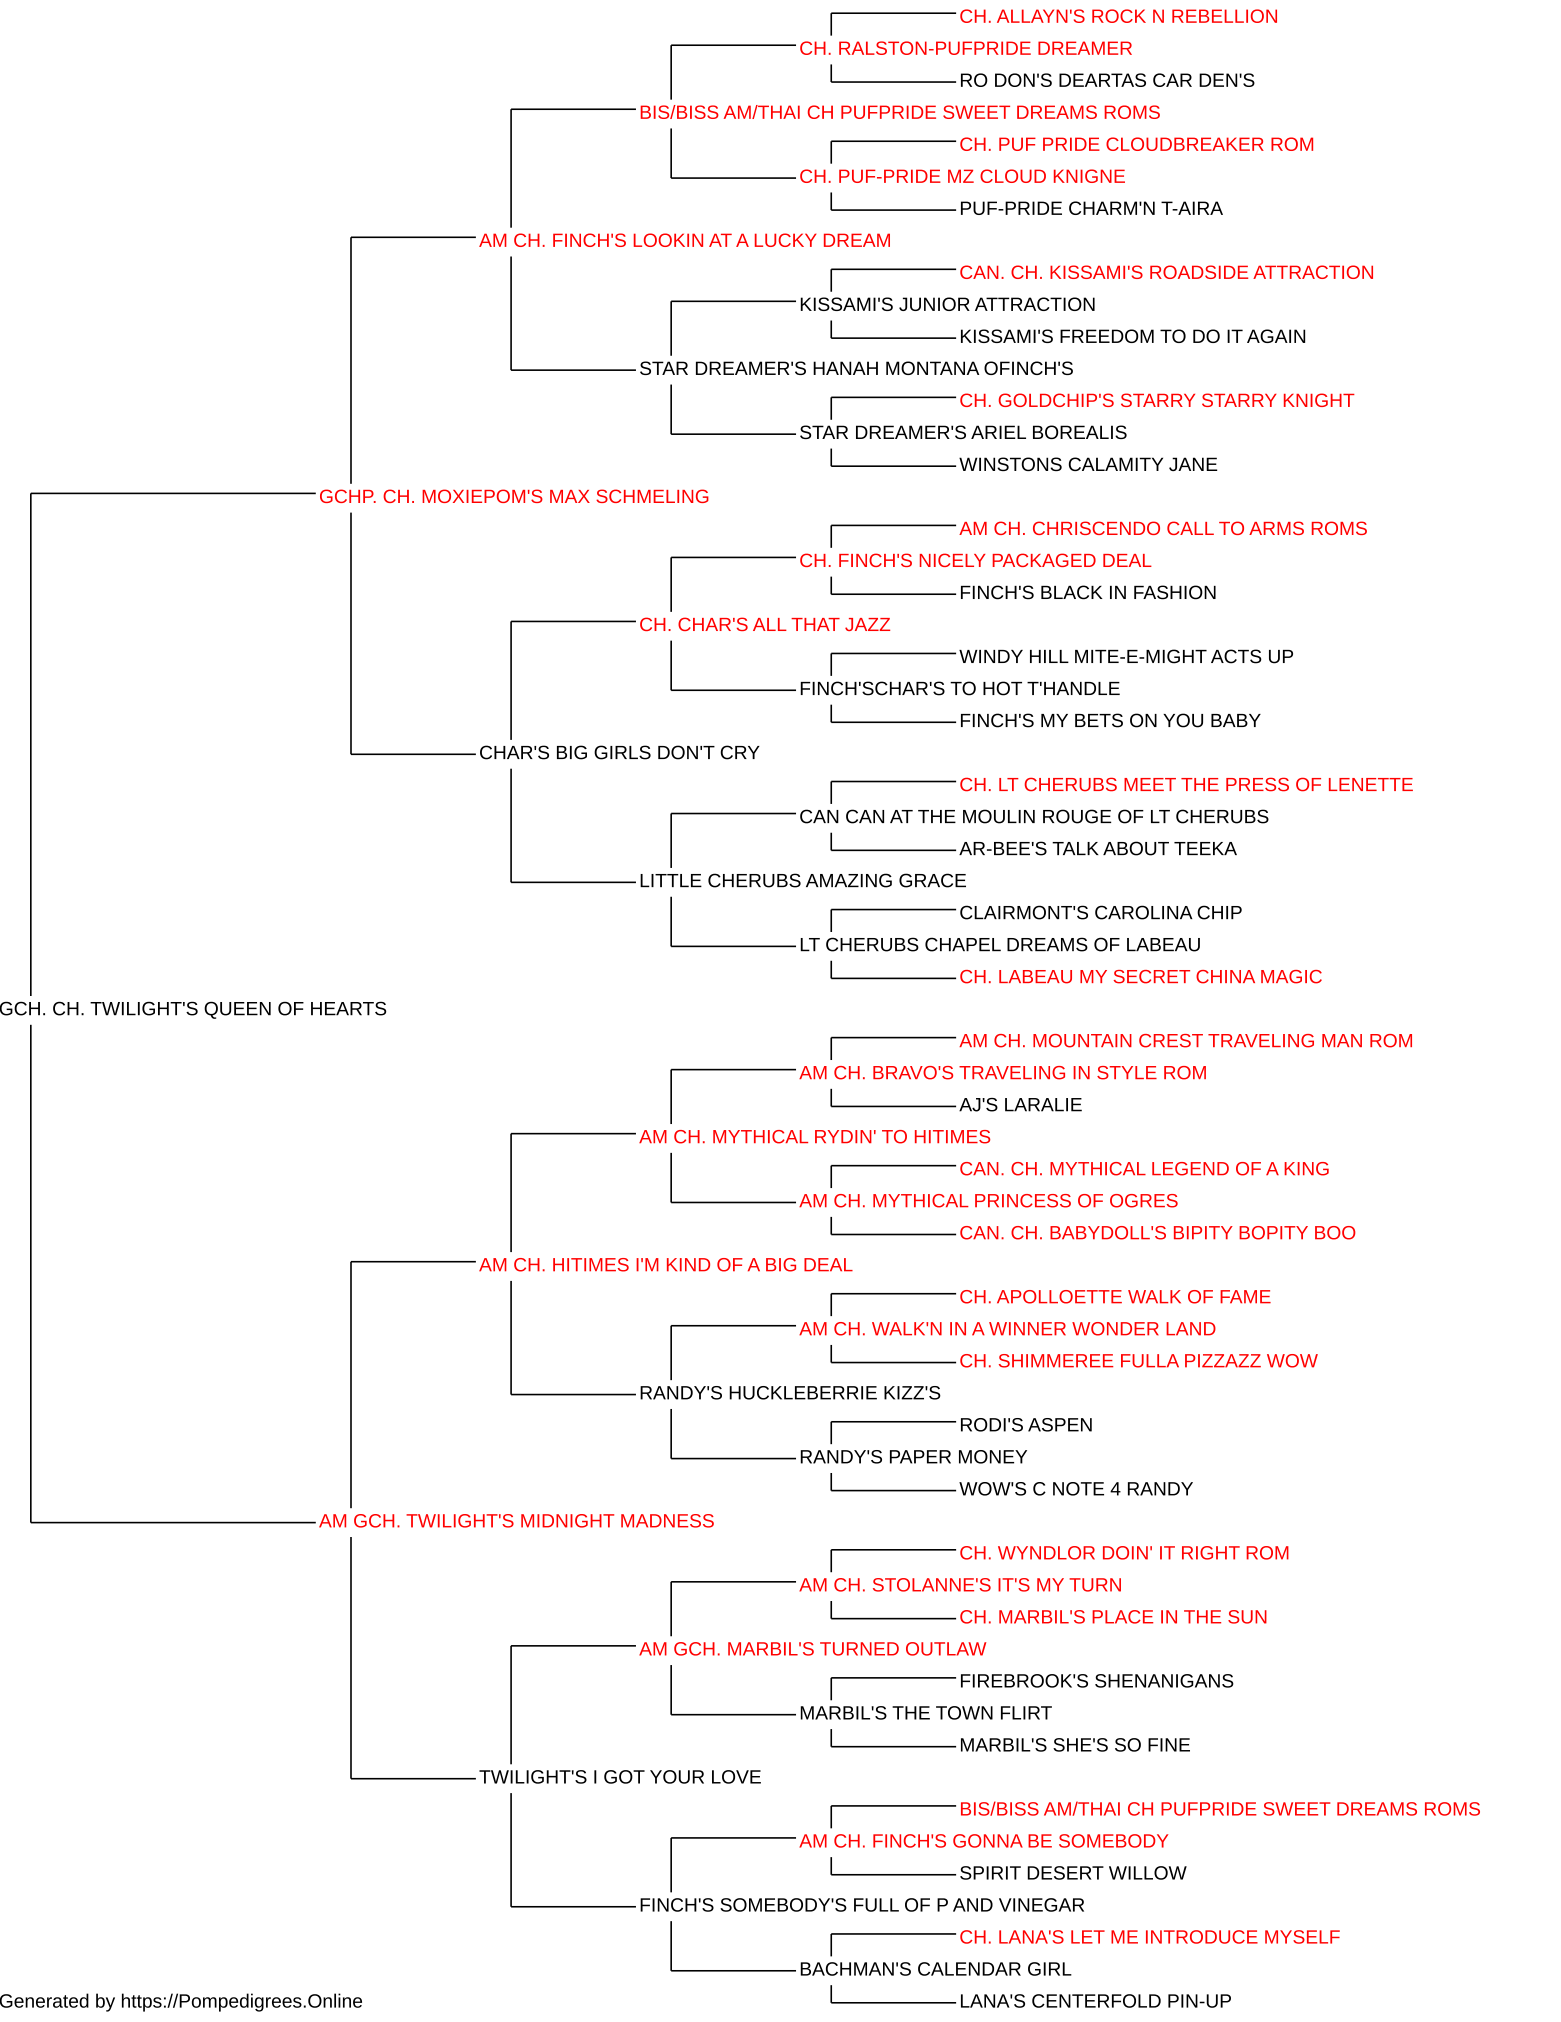 CH. ALLAYN'S ROCK N REBELLION
CH. RALSTON-PUFPRIDE DREAMER
RO DON'S DEARTAS CAR DEN'S
BIS/BISS AM/THAI CH PUFPRIDE SWEET DREAMS ROMS
CH. PUF PRIDE CLOUDBREAKER ROM
CH. PUF-PRIDE MZ CLOUD KNIGNE
PUF-PRIDE CHARM'N T-AIRA
AM CH. FINCH'S LOOKIN AT A LUCKY DREAM
CAN. CH. KISSAMI'S ROADSIDE ATTRACTION
KISSAMI'S JUNIOR ATTRACTION
KISSAMI'S FREEDOM TO DO IT AGAIN
STAR DREAMER'S HANAH MONTANA OFINCH'S
CH. GOLDCHIP'S STARRY STARRY KNIGHT
STAR DREAMER'S ARIEL BOREALIS
WINSTONS CALAMITY JANE
GCHP. CH. MOXIEPOM'S MAX SCHMELING
AM CH. CHRISCENDO CALL TO ARMS ROMS
CH. FINCH'S NICELY PACKAGED DEAL
FINCH'S BLACK IN FASHION
CH. CHAR'S ALL THAT JAZZ
WINDY HILL MITE-E-MIGHT ACTS UP
FINCH'SCHAR'S TO HOT T'HANDLE
FINCH'S MY BETS ON YOU BABY
CHAR'S BIG GIRLS DON'T CRY
CH. LT CHERUBS MEET THE PRESS OF LENETTE
CAN CAN AT THE MOULIN ROUGE OF LT CHERUBS
AR-BEE'S TALK ABOUT TEEKA
LITTLE CHERUBS AMAZING GRACE
CLAIRMONT'S CAROLINA CHIP
LT CHERUBS CHAPEL DREAMS OF LABEAU
CH. LABEAU MY SECRET CHINA MAGIC
GCH. CH. TWILIGHT'S QUEEN OF HEARTS
AM CH. MOUNTAIN CREST TRAVELING MAN ROM
AM CH. BRAVO'S TRAVELING IN STYLE ROM
AJ'S LARALIE
AM CH. MYTHICAL RYDIN' TO HITIMES
CAN. CH. MYTHICAL LEGEND OF A KING
AM CH. MYTHICAL PRINCESS OF OGRES
CAN. CH. BABYDOLL'S BIPITY BOPITY BOO
AM CH. HITIMES I'M KIND OF A BIG DEAL
CH. APOLLOETTE WALK OF FAME
AM CH. WALK'N IN A WINNER WONDER LAND
CH. SHIMMEREE FULLA PIZZAZZ WOW
RANDY'S HUCKLEBERRIE KIZZ'S
RODI'S ASPEN
RANDY'S PAPER MONEY
WOW'S C NOTE 4 RANDY
AM GCH. TWILIGHT'S MIDNIGHT MADNESS
CH. WYNDLOR DOIN' IT RIGHT ROM
AM CH. STOLANNE'S IT'S MY TURN
CH. MARBIL'S PLACE IN THE SUN
AM GCH. MARBIL'S TURNED OUTLAW
FIREBROOK'S SHENANIGANS
MARBIL'S THE TOWN FLIRT
MARBIL'S SHE'S SO FINE
TWILIGHT'S I GOT YOUR LOVE
BIS/BISS AM/THAI CH PUFPRIDE SWEET DREAMS ROMS
AM CH. FINCH'S GONNA BE SOMEBODY
SPIRIT DESERT WILLOW
FINCH'S SOMEBODY'S FULL OF P AND VINEGAR
CH. LANA'S LET ME INTRODUCE MYSELF
BACHMAN'S CALENDAR GIRL
LANA'S CENTERFOLD PIN-UP
Generated by https://Pompedigrees.Online